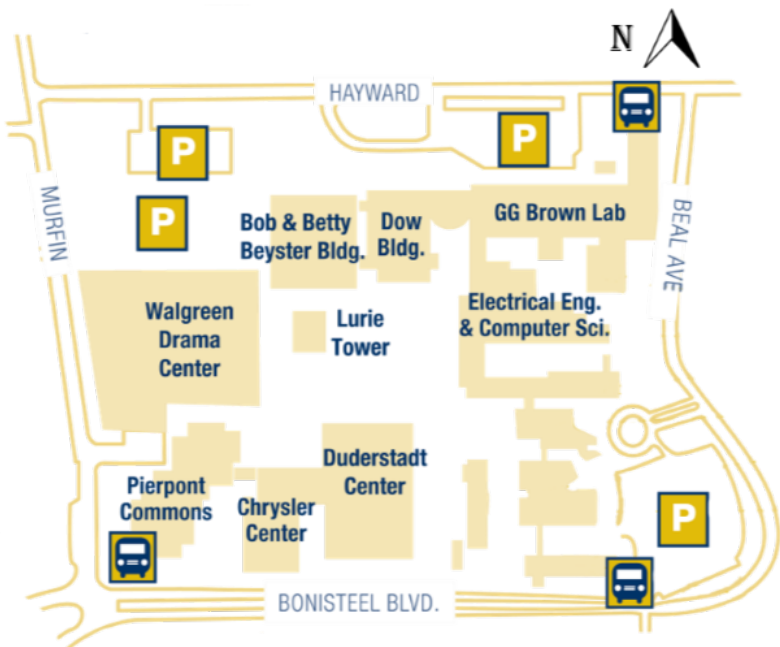 N
HAYWARD
P
P
P
MURFIN
BEAL AVE
Bob & Betty
Beyster Bldg.
Dow
Bldg.
GG Brown Lab
Walgreen
Drama
Center
Lurie
Tower
Electrical Eng.
& Computer Sci.
Duderstadt
Center
Pierpont
Commons
Chrysler
Center
P
BONISTEEL BLVD.